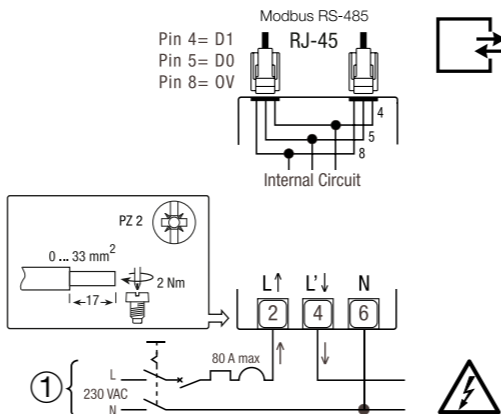 Modbus RS-485
Pin 4= D1
RJ-45
Pin 5= D0
Pin 8= 0V
4
5
8
Internal Circuit
PZ 2
0 ... 33 mm²
2 Nm
17
L↑ L'↓ N
2 4 6
80 A max
1
L
230 VAC
N